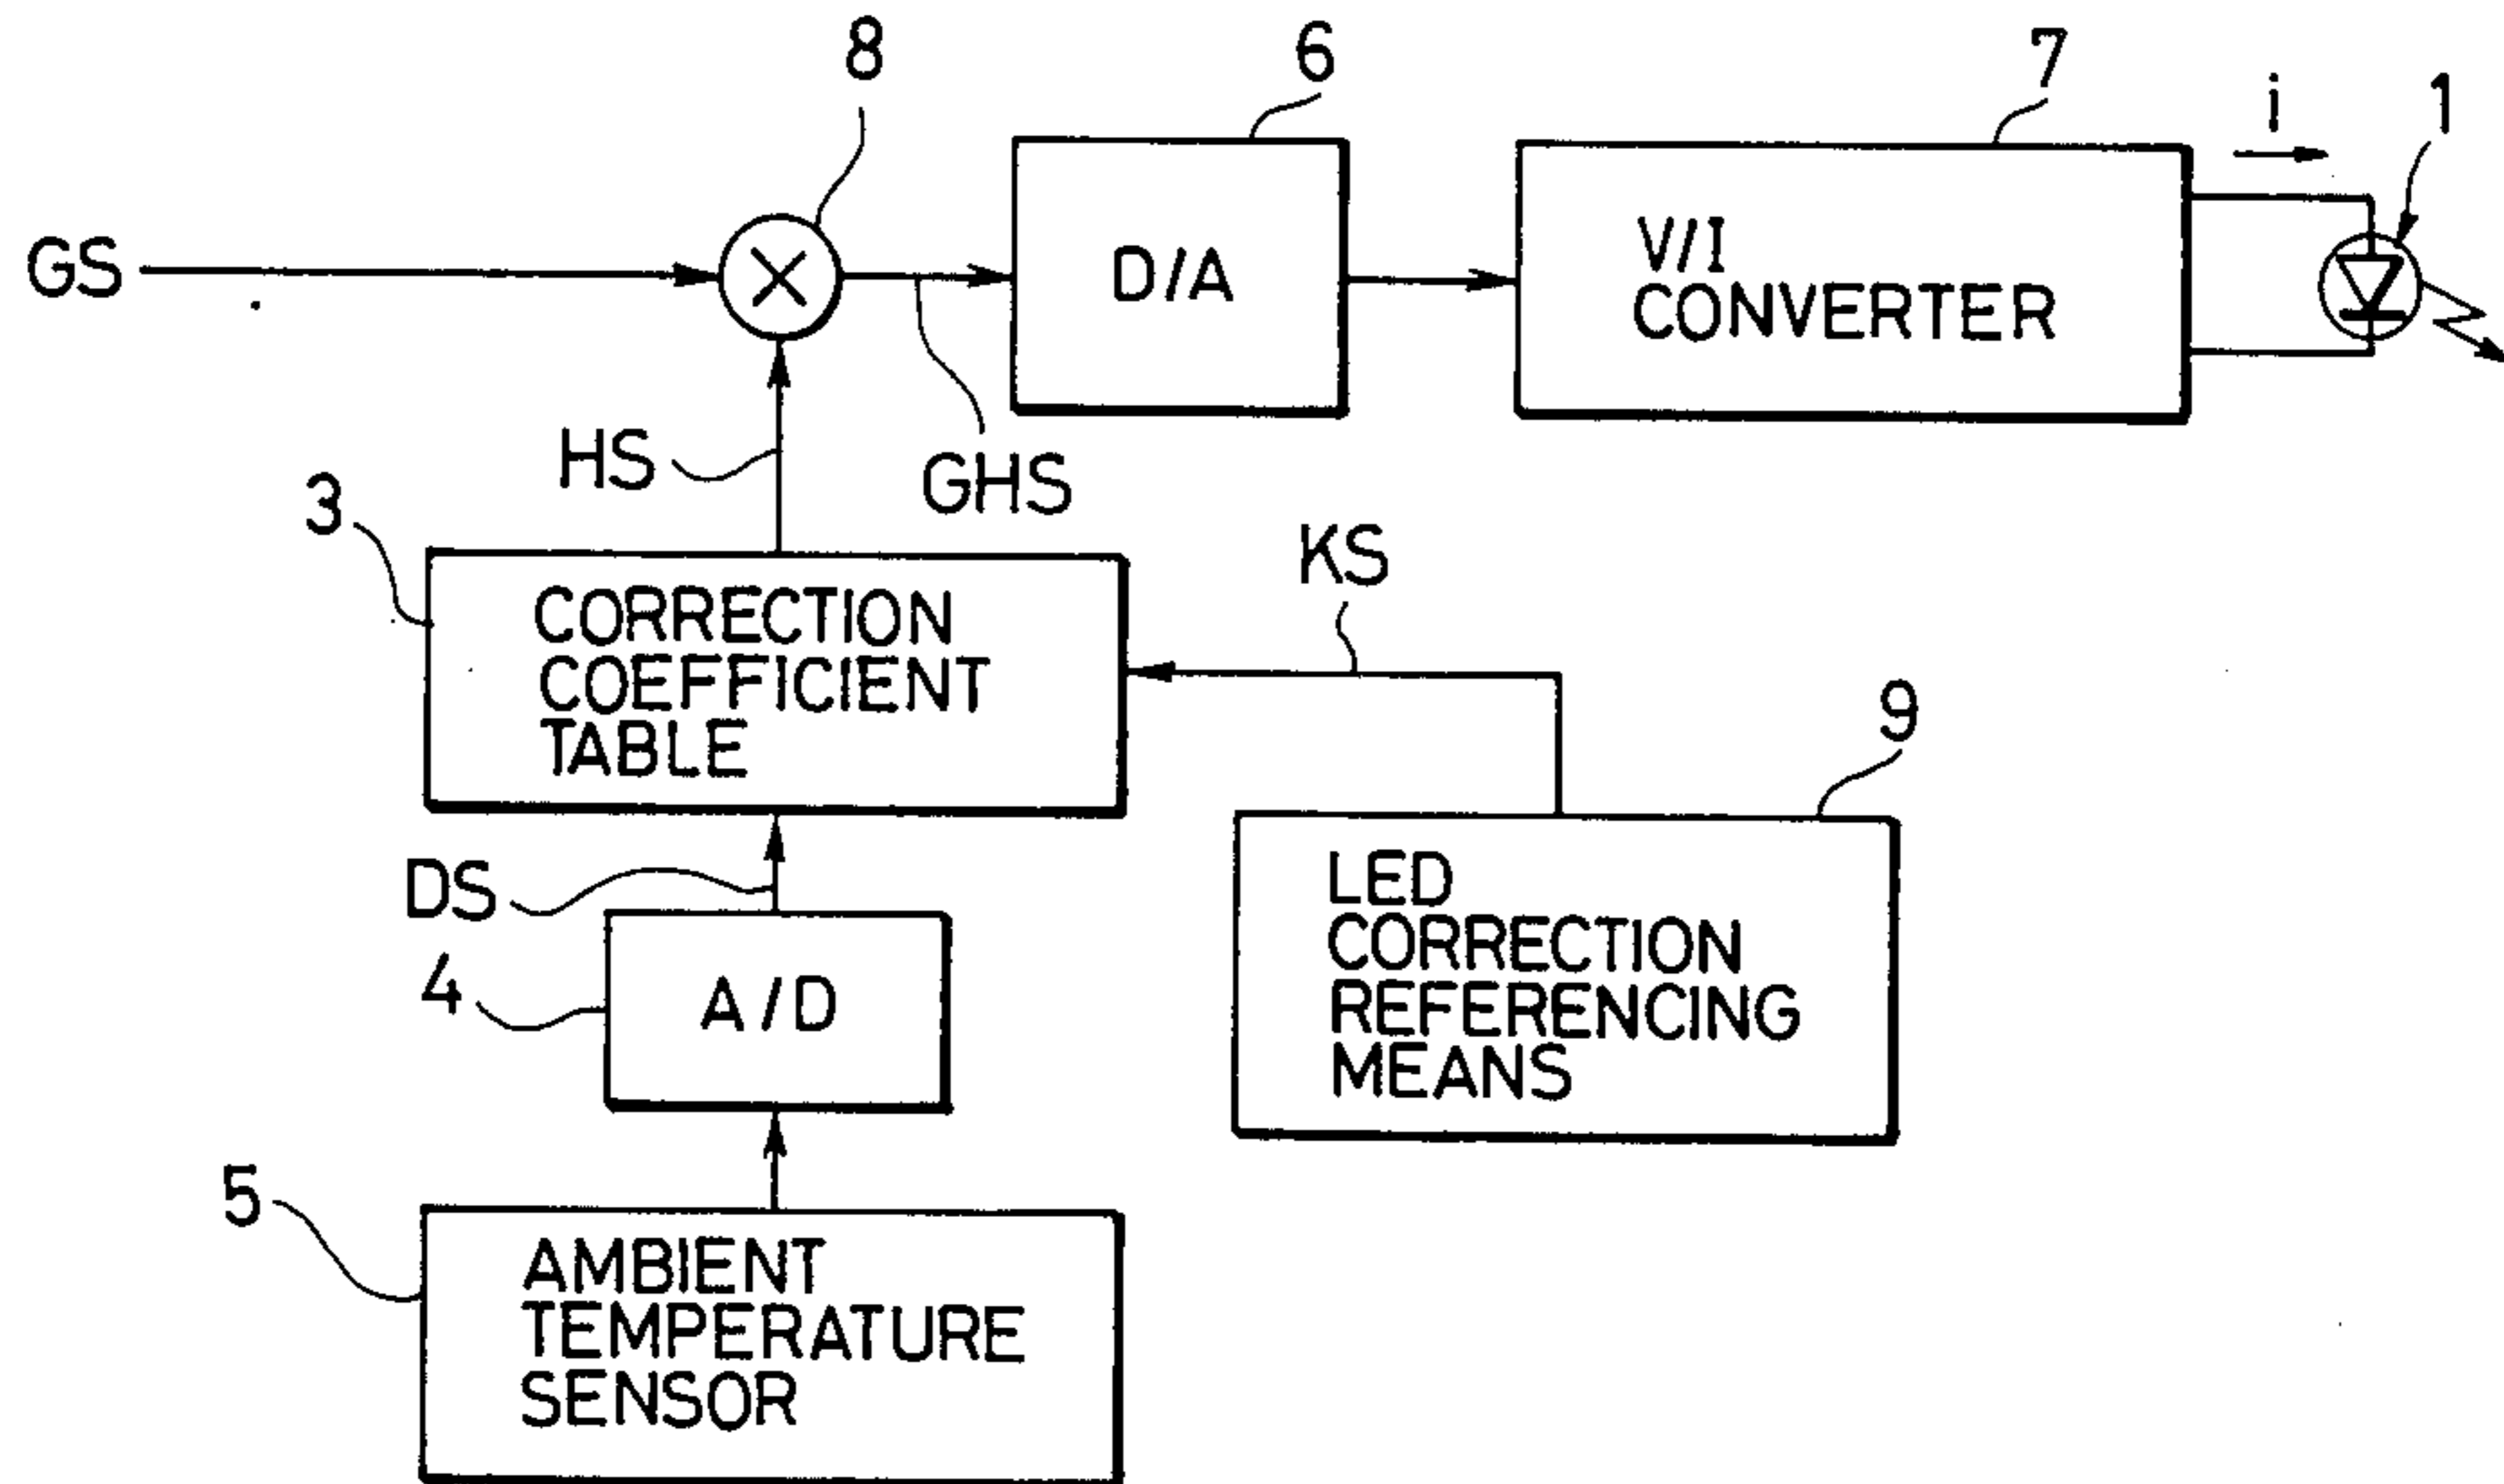 8
6
7
i
1
GS
D/A
V/I
CONVERTER
HS
GHS
3
KS
CORRECTION
COEFFICIENT
TABLE
9
DS
LED
CORRECTION
REFERENCING
MEANS
4
A/D
5
AMBIENT
TEMPERATURE
SENSOR